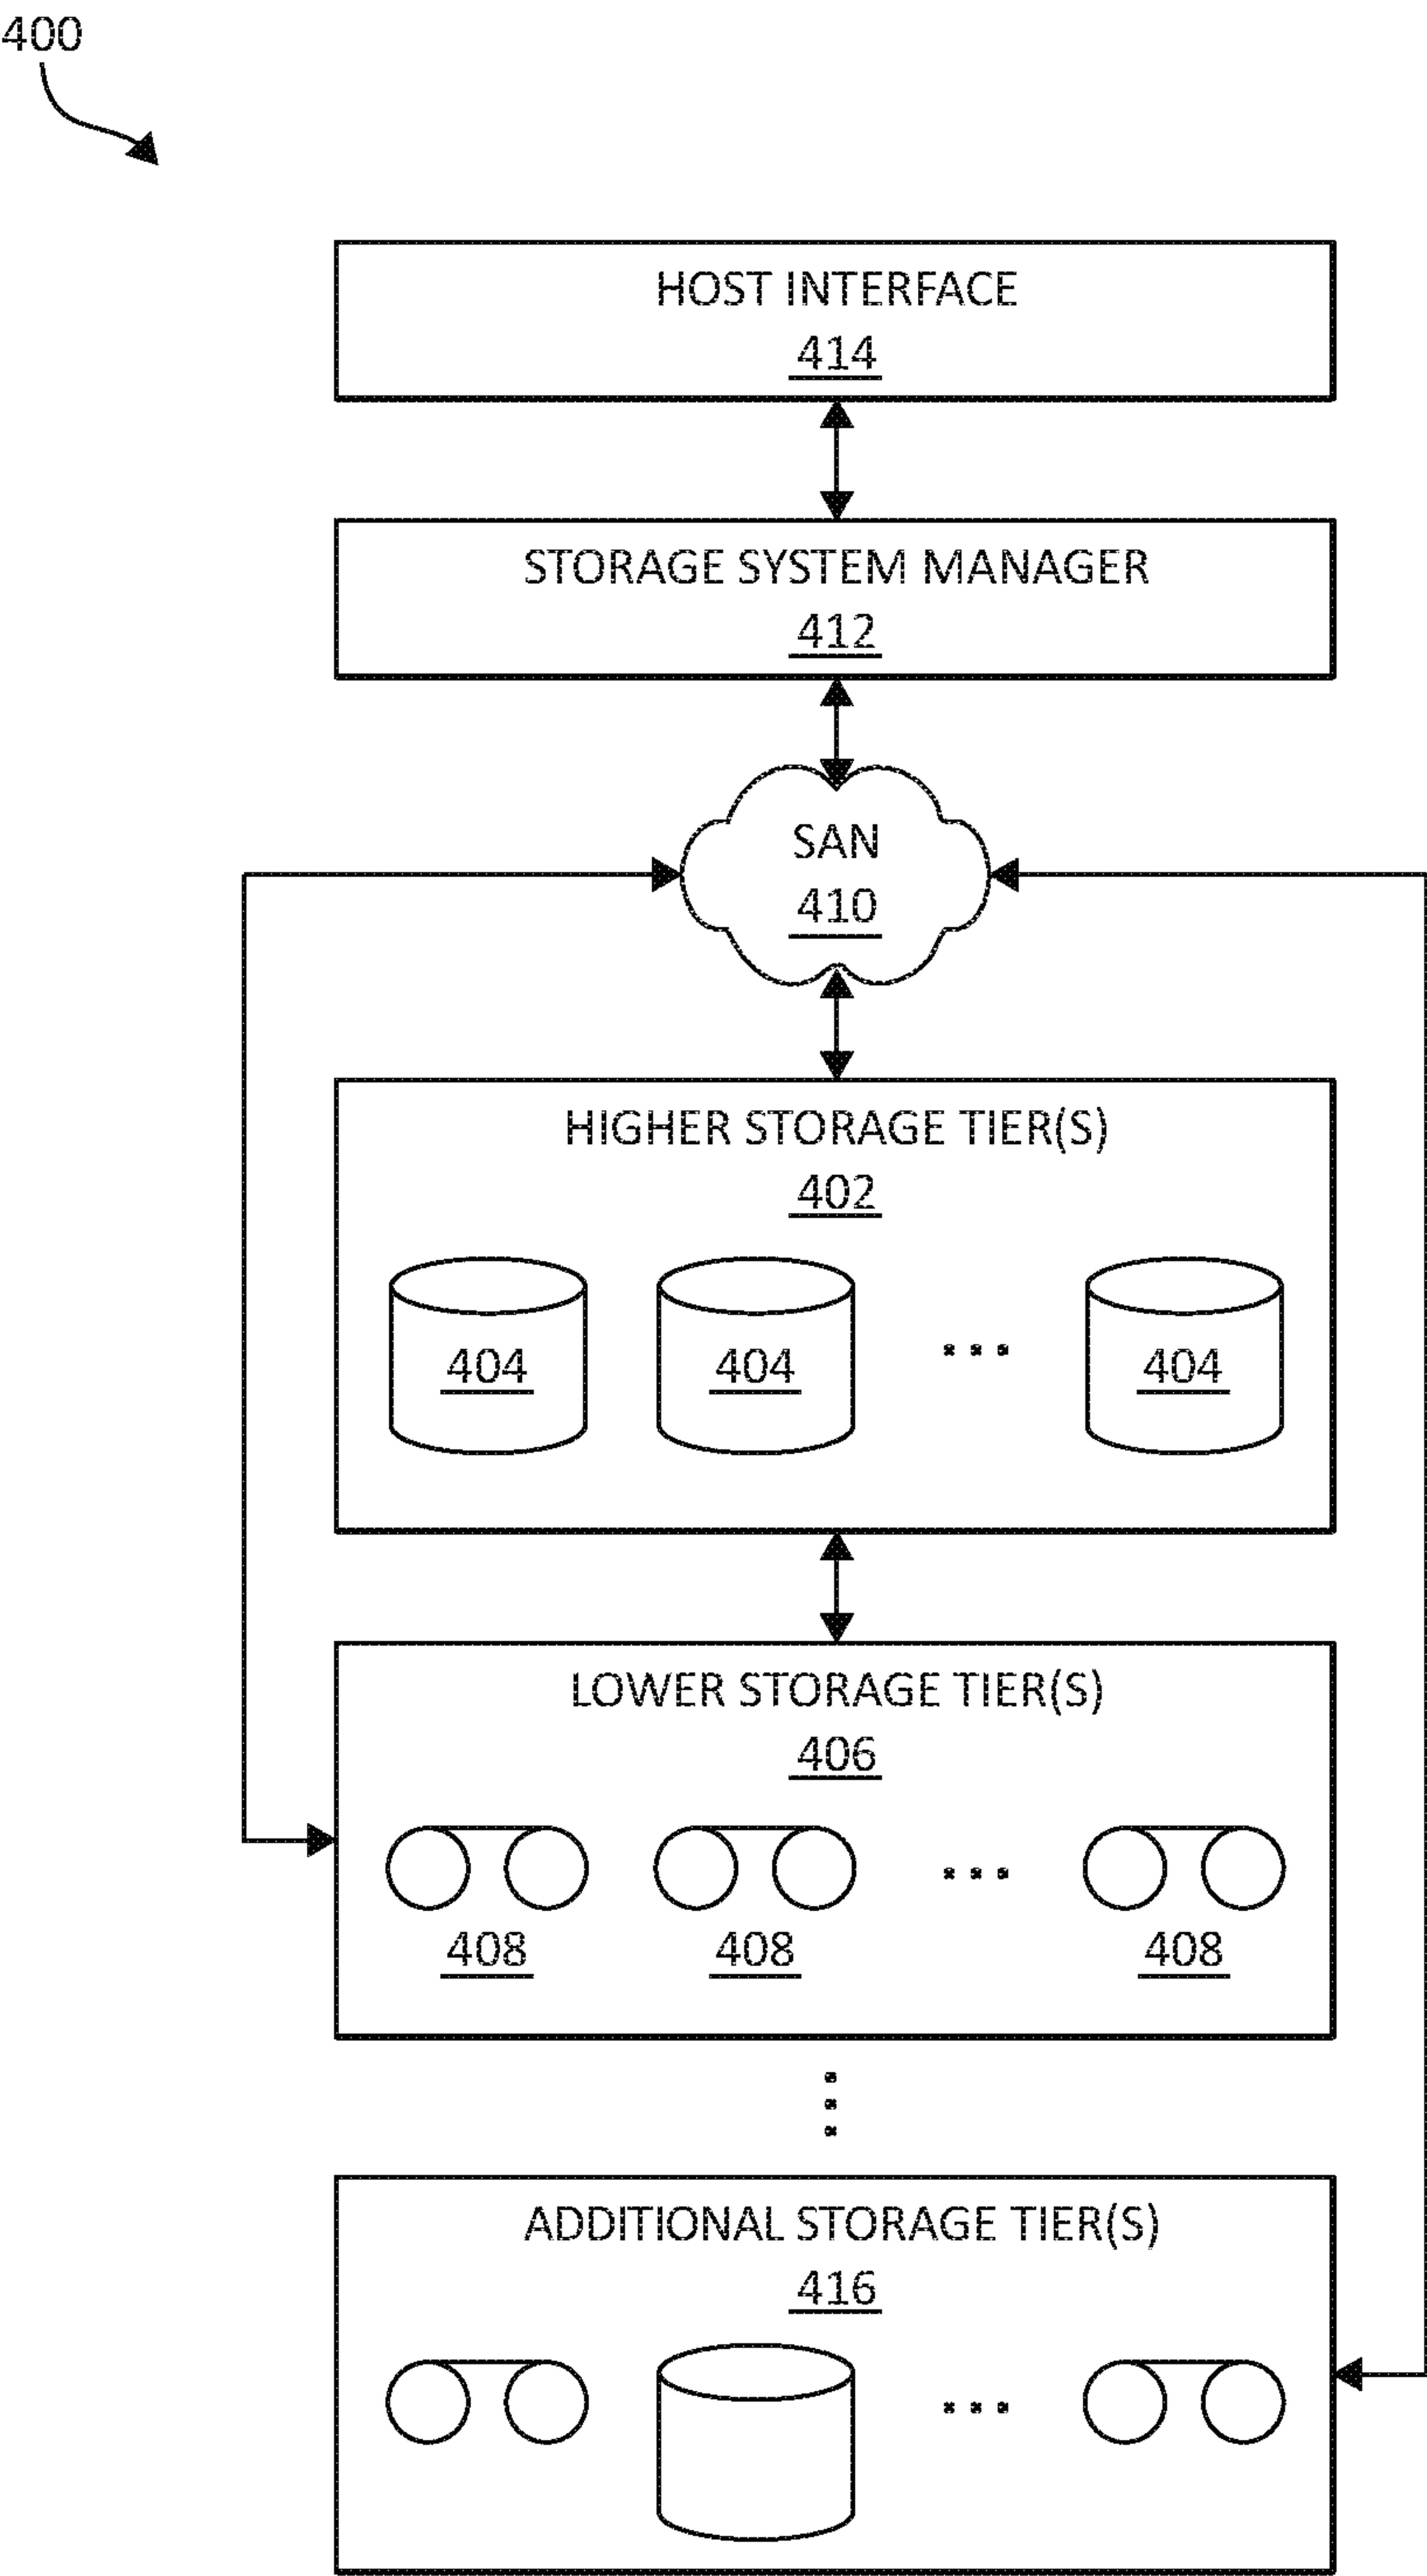 400
HOST INTERFACE
414
STORAGE SYSTEM MANAGER
412
SAN
410
HIGHER STORAGE TIER(S)
402
404 404 ... 404
LOWER STORAGE TIER(S)
406
...
408 408 408
ADDITIONAL STORAGE TIER(S)
416
...